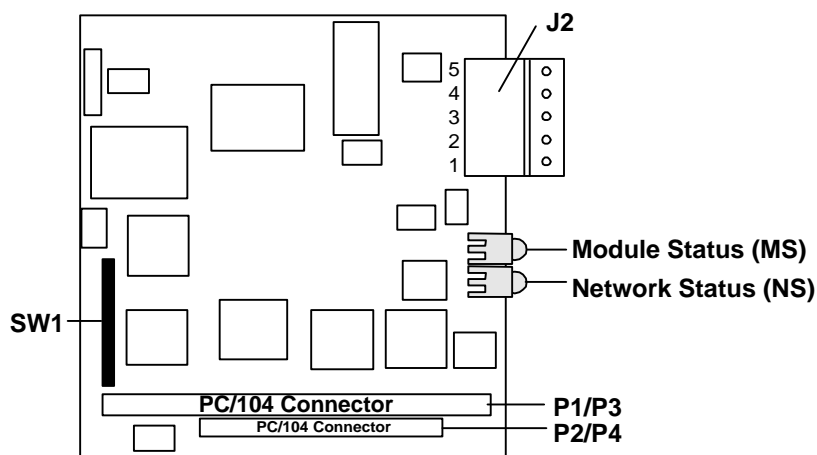 J2
5
4
3
2
1
Module Status (MS)
Network Status (NS)
SW1
PC/104 Connector
P1/P3
PC/104 Connector
P2/P4